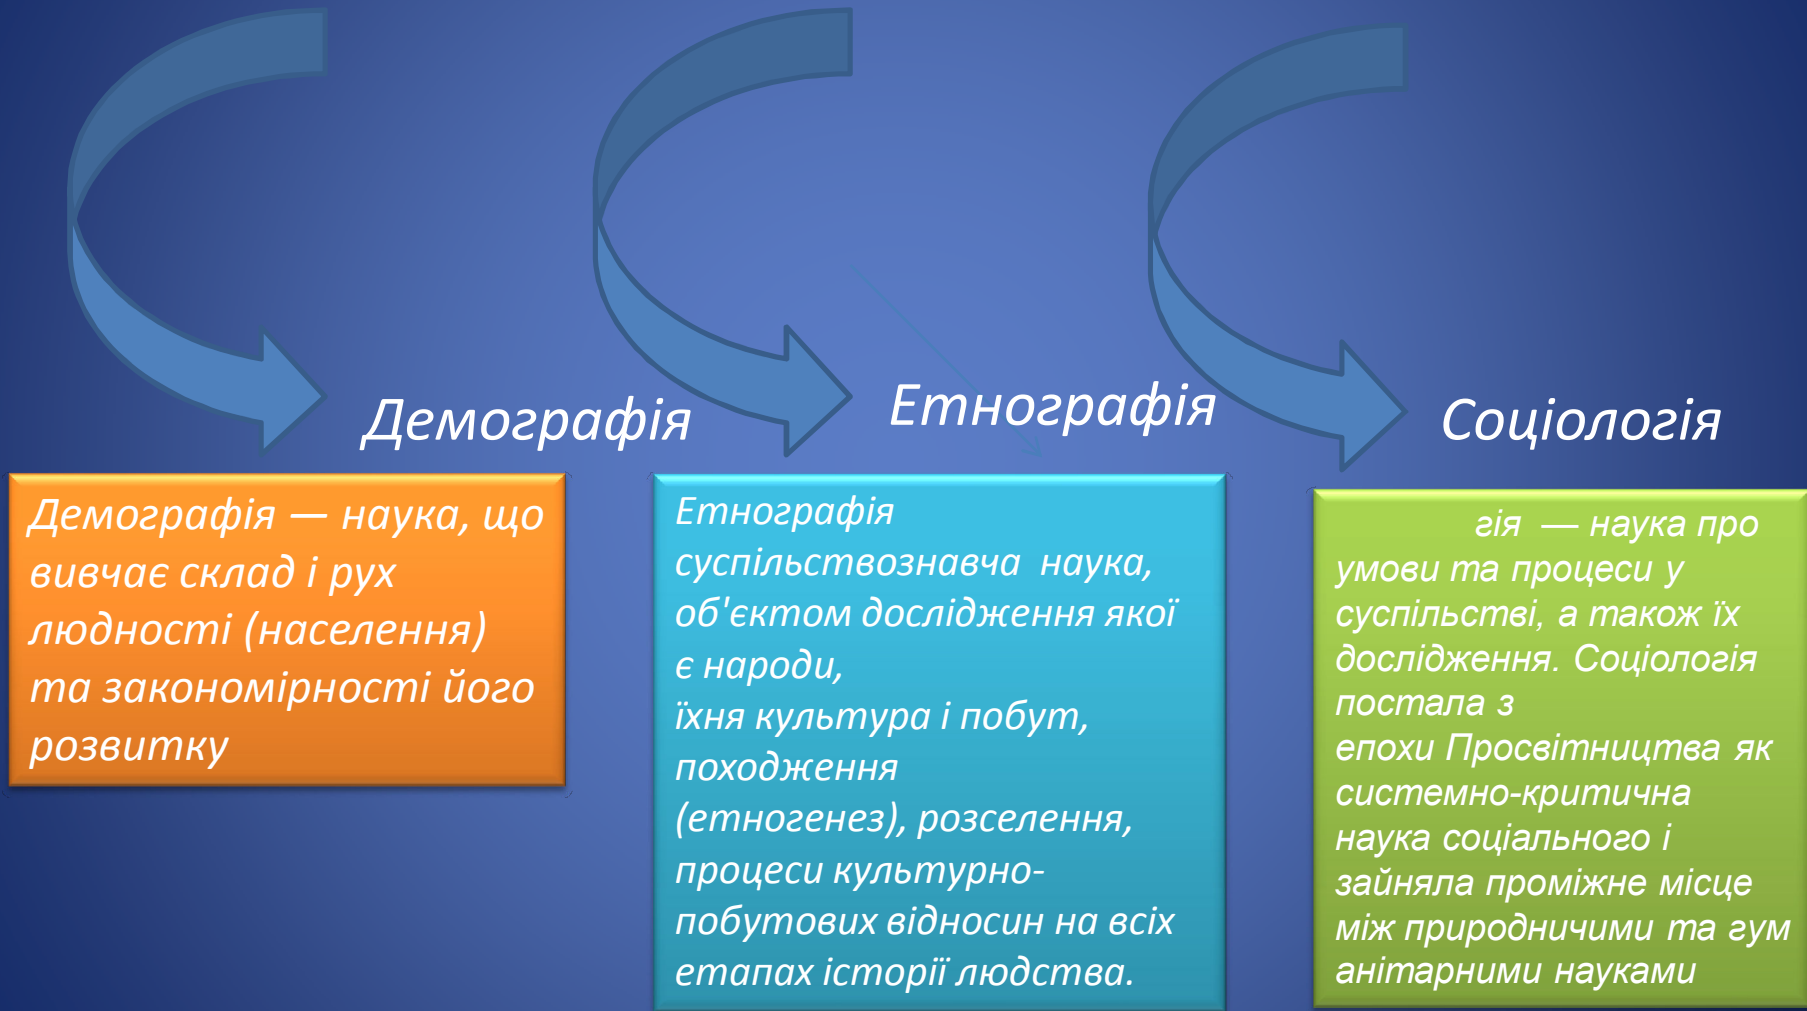 Демографія
Етнографія
Соціологія
Демографія — наука, що
вивчає склад і рух
людності (населення)
та закономірності його
розвитку
Етнографія
суспільствознавча наука,
об'єктом дослідження якої
є народи,
їхня культура і побут,
походження
(етногенез), розселення,
процеси культурно-
побутових відносин на всіх
етапах історії людства.
гія — наука про
умови та процеси у
суспільстві, а також їх
дослідження. Соціологія
постала з
епохи Просвітництва як
системно-критична
наука соціального і
зайняла проміжне місце
між природничими та гум
анітарними науками